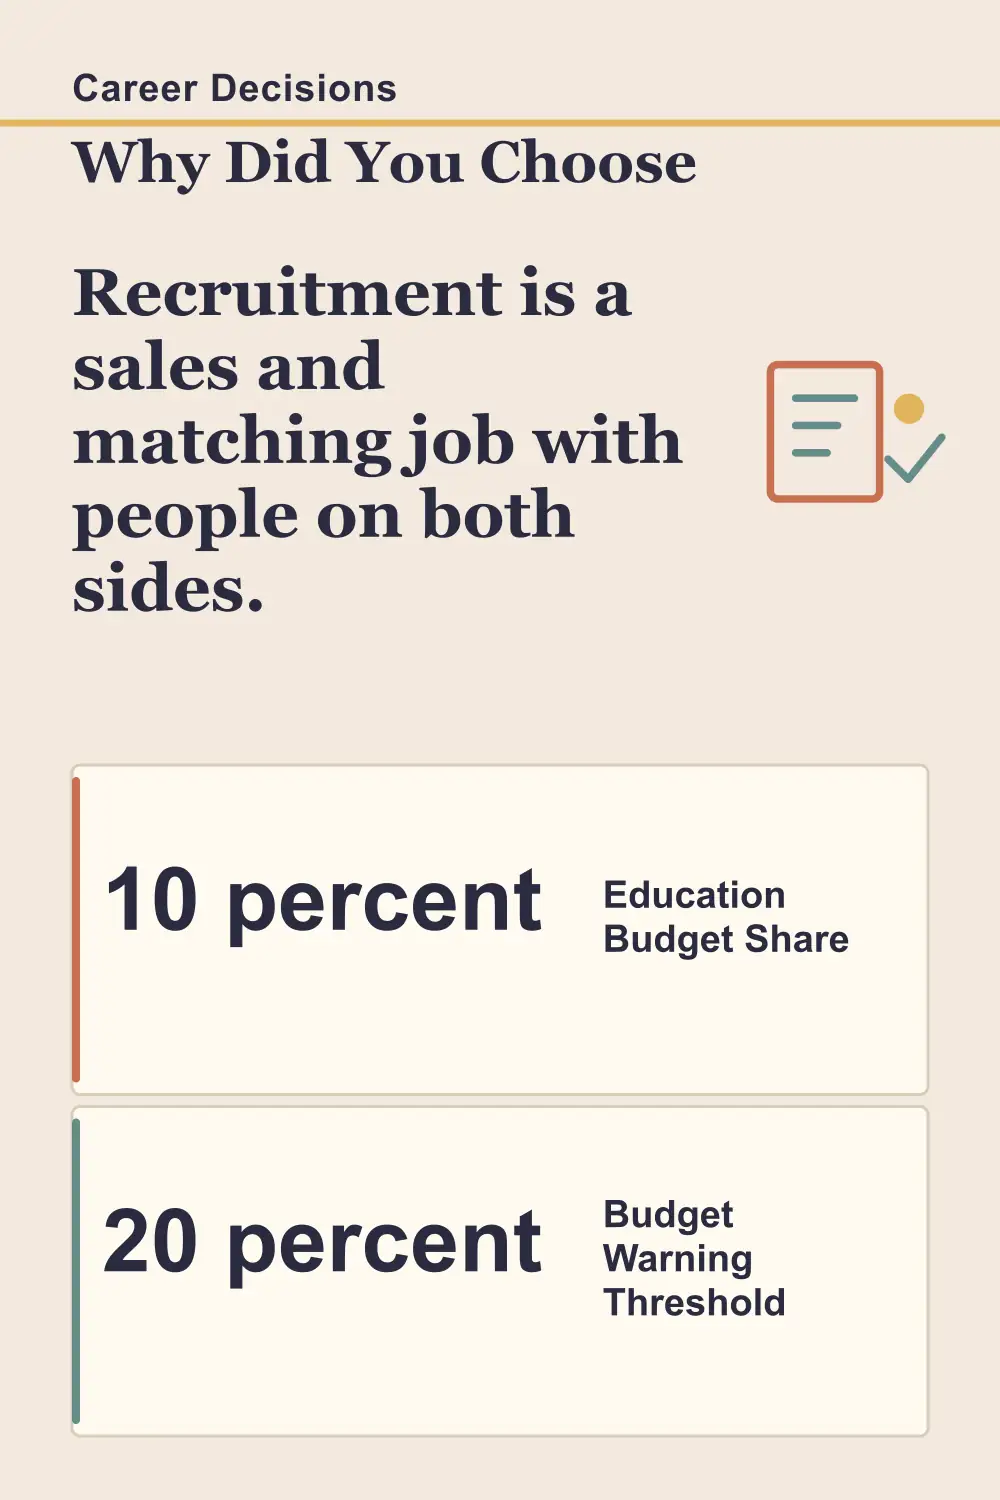 Career Decisions
Why Did You Choose
Recruitment is a
sales and
matching job with
people on both
sides.
10 percent
Education
Budget Share
20 percent
Budget
Warning
Threshold